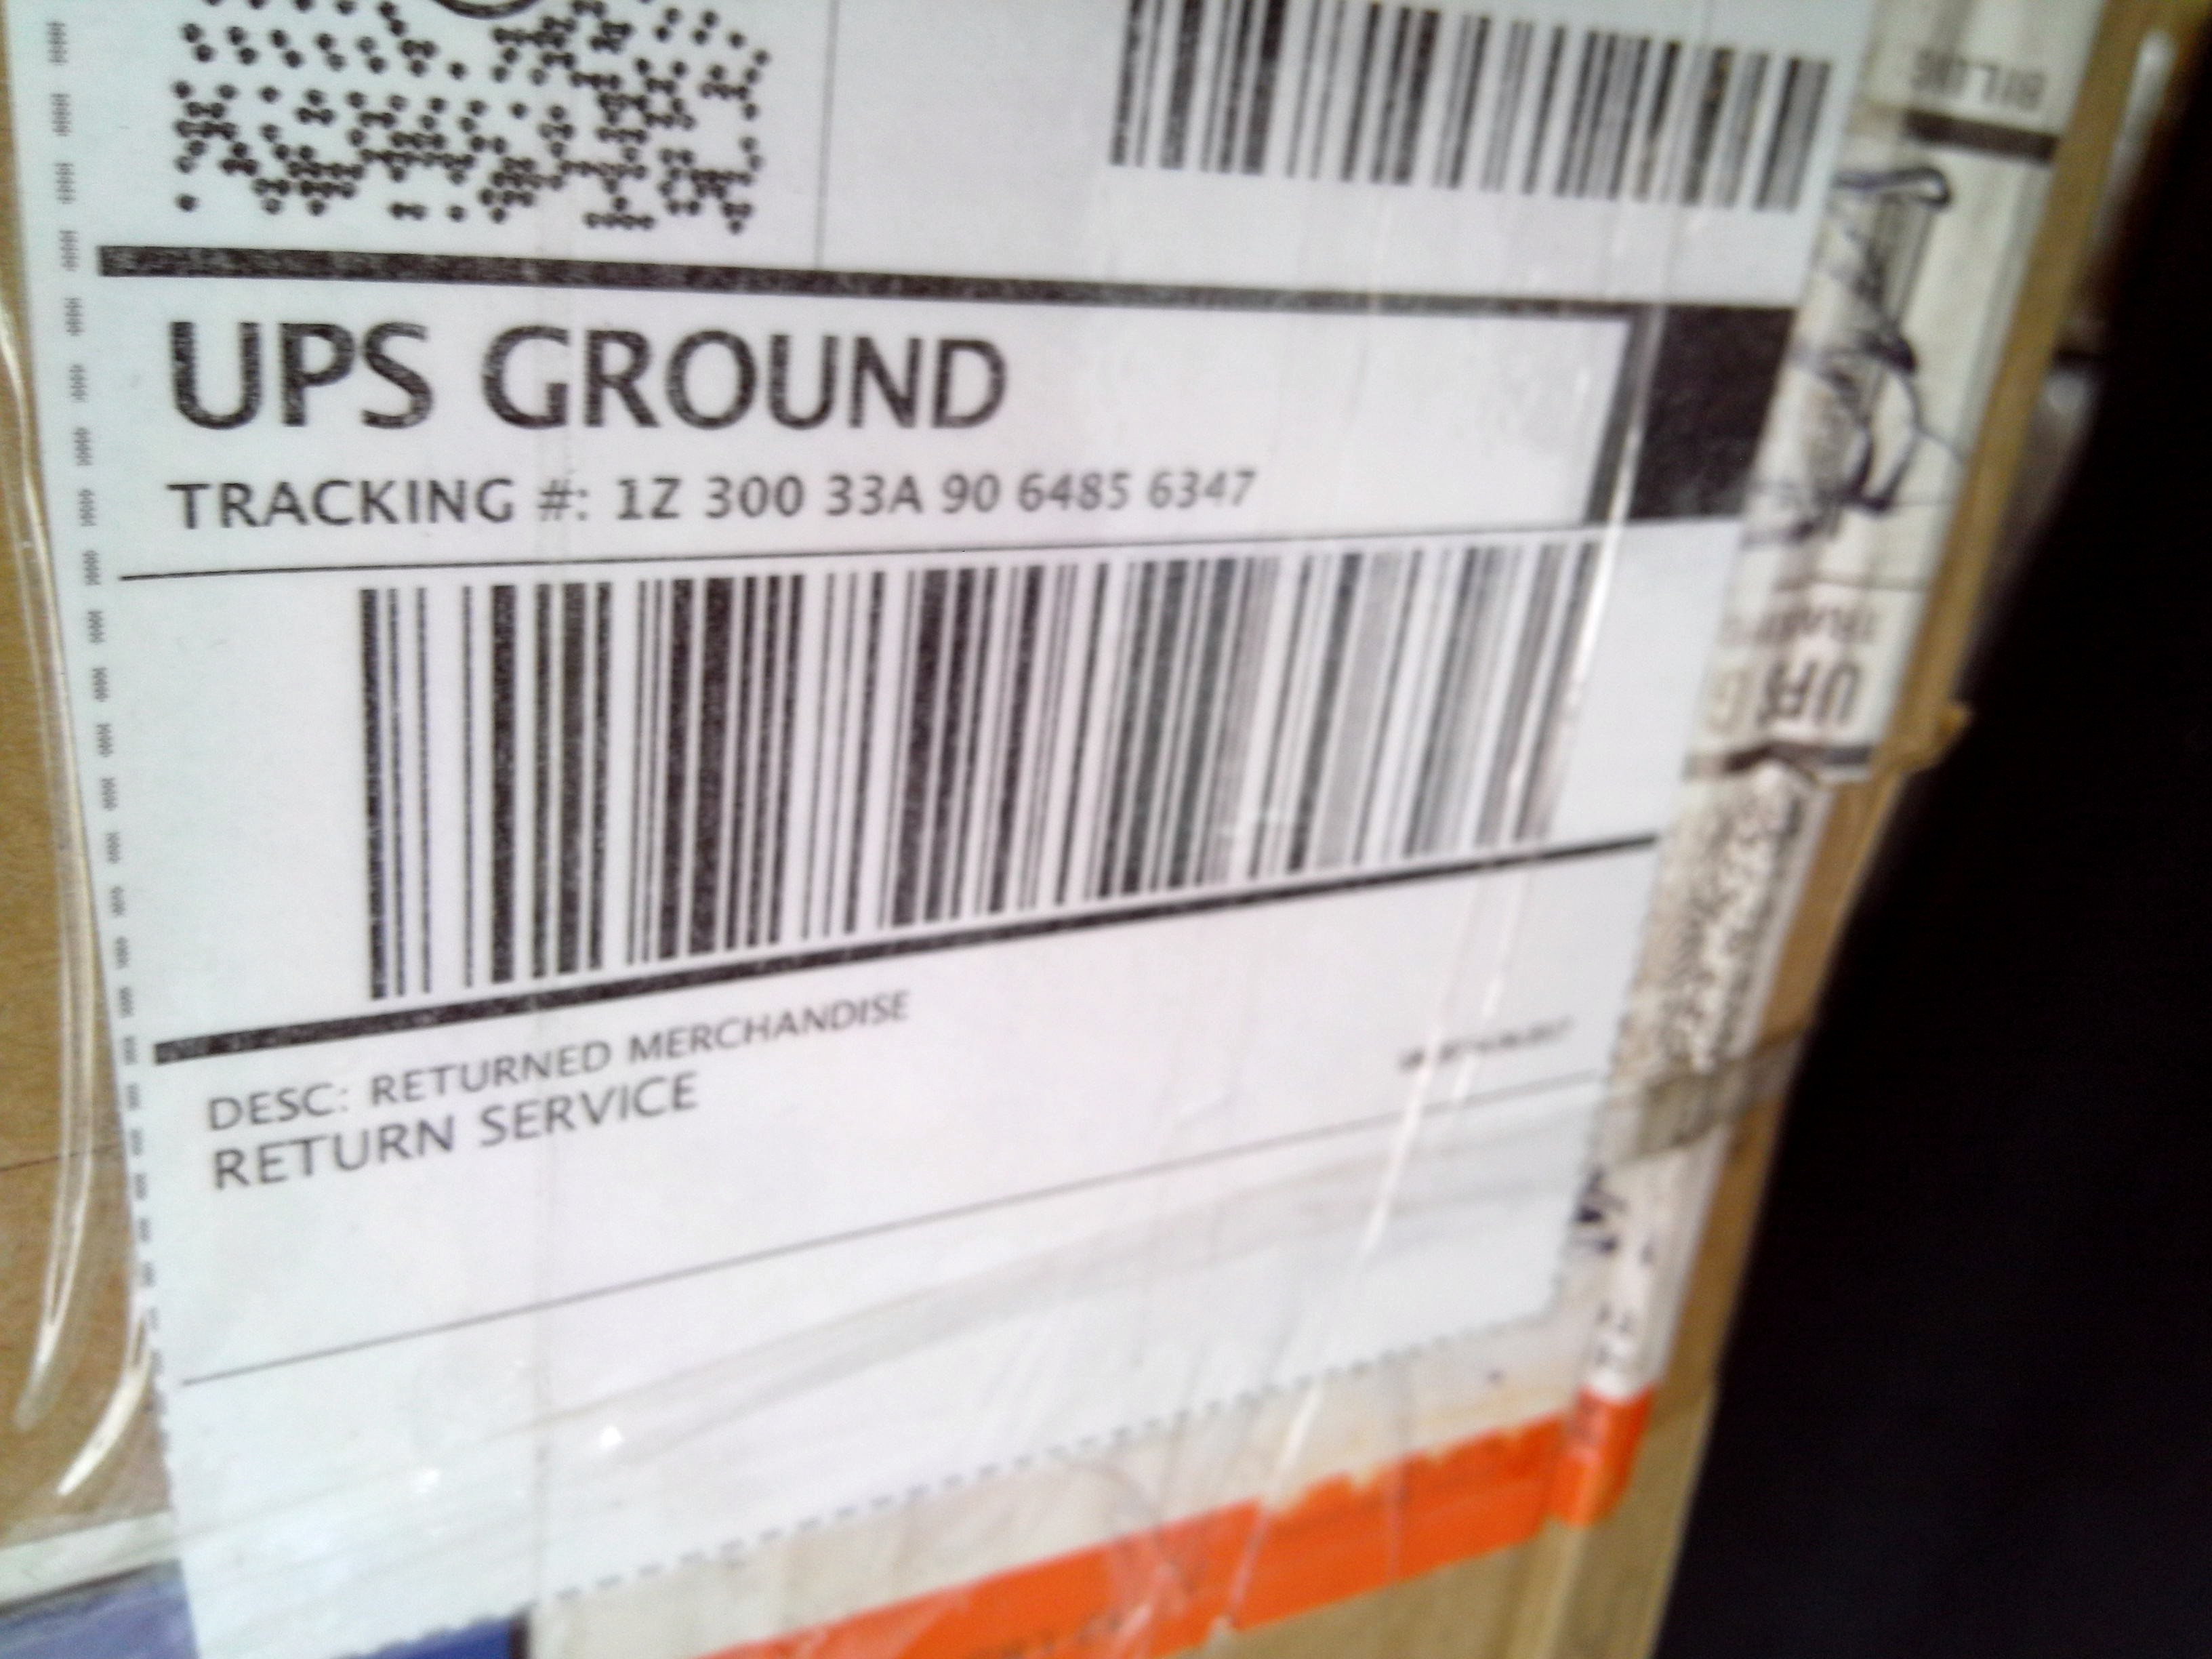 UPS GROUND
TRACKING #: 1Z 300 33A 90 6485 6347
DESC: RETURNED MERCHANDISE
RETURN SERVICE